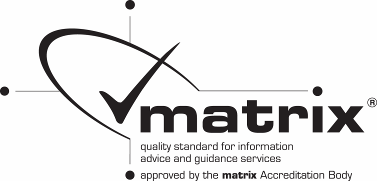 matrix®
quality standard for information
advice and guidance services
approved by the matrix Accreditation Body